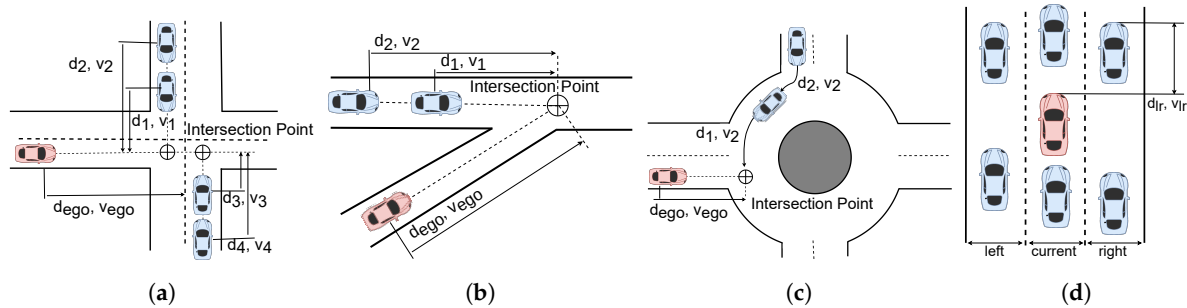 d2, v2
d1, v1
Intersection Point
dego, vego
d3, v3
d4, v4
(a)
d2, v2
d1, v1
Intersection Point
dego, vego
(b)
d2, v2
d1, v2
dego, vego
Intersection Point
(c)
dlr, vlr
left
current
right
(d)